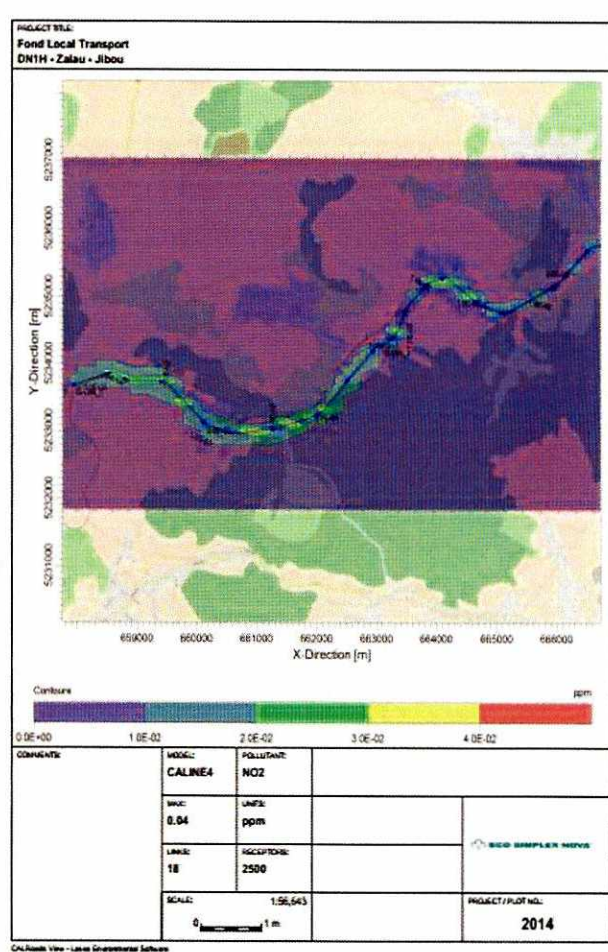 PROJECT TITLE:
Fond Local Transport
DN1H - Zalau - Jibou
Y-Direction [m]
5231000 5232000 5233000 5234000 5235000 5236000 5237000
659000 660000 661000 662000 663000 664000 665000 666000
X-Direction [m]
Contours ppm
0.0E+00 1.0E-02 2.0E-02 3.0E-02 4.0E-02
COMMENTS:
MODEL:
CALINE4
POLLUTANT:
NO2
MAX:
0.04
UNITS:
ppm
LINKS:
18
RECEPTORS:
2500
SCALE: 1:56,643
0 1 m
ECO SIMPLEX NOVA
PROJECT / PLOT NO.:
2014
CALRoads View - Lakes Environmental Software